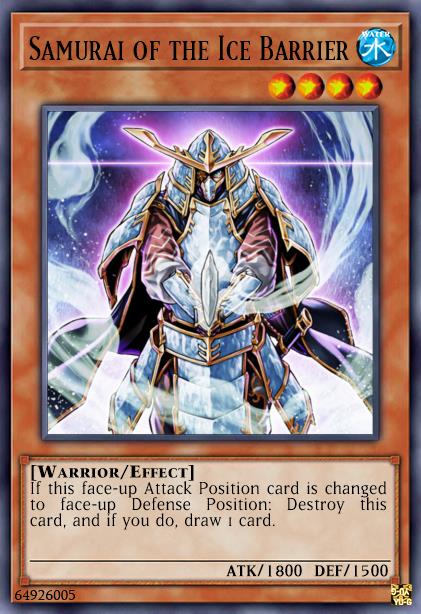 SAMURAI OF THE ICE BARRIER
WATER
水
[WARRIOR/EFFECT]
If this face-up Attack Position card is changed
to face-up Defense Position: Destroy this
card, and if you do, draw 1 card.
ATK/1800 DEF/1500
64926005